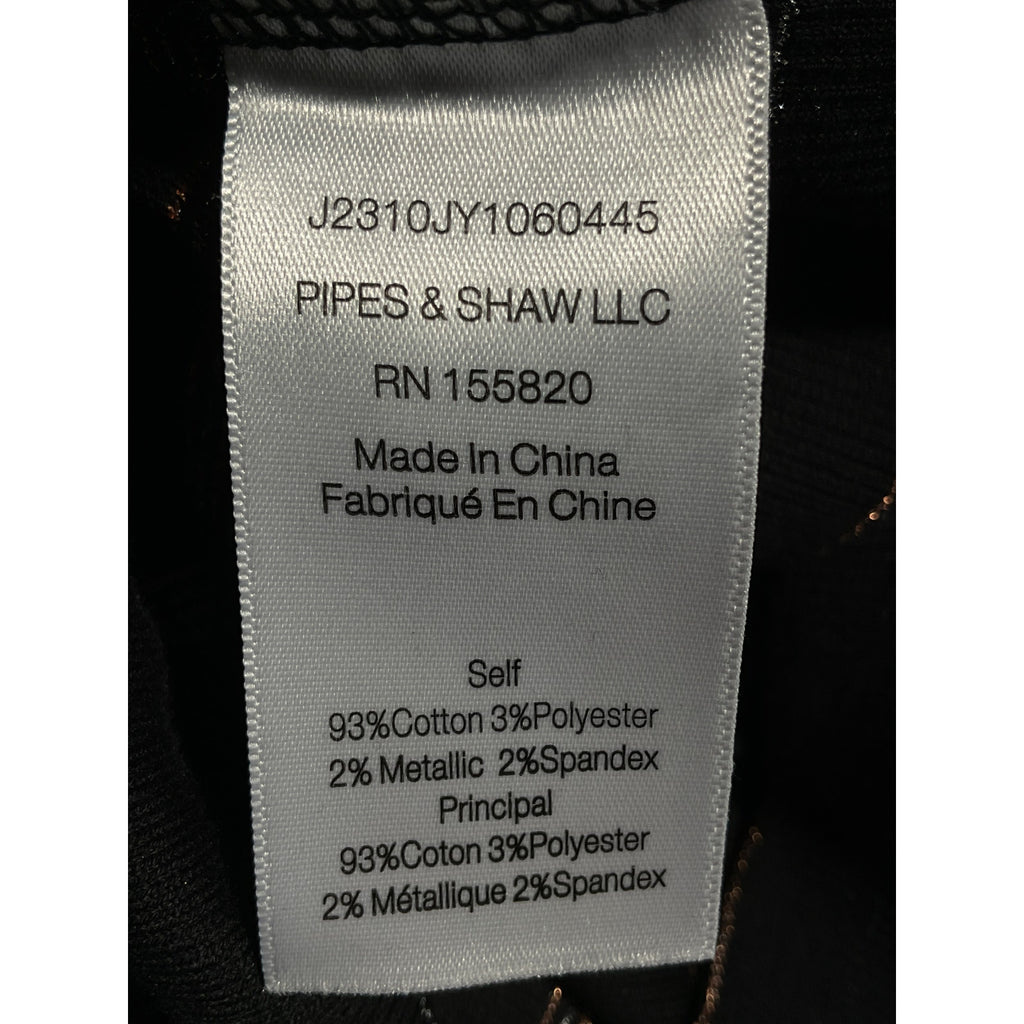 J2310JY1060445
PIPES & SHAW LLC
RN 155820
Made In China
Fabriqué En Chine
Self
93%Cotton 3%Polyester
2% Metallic 2%Spandex
Principal
93%Coton 3%Polyester
2% Métallique 2%Spandex